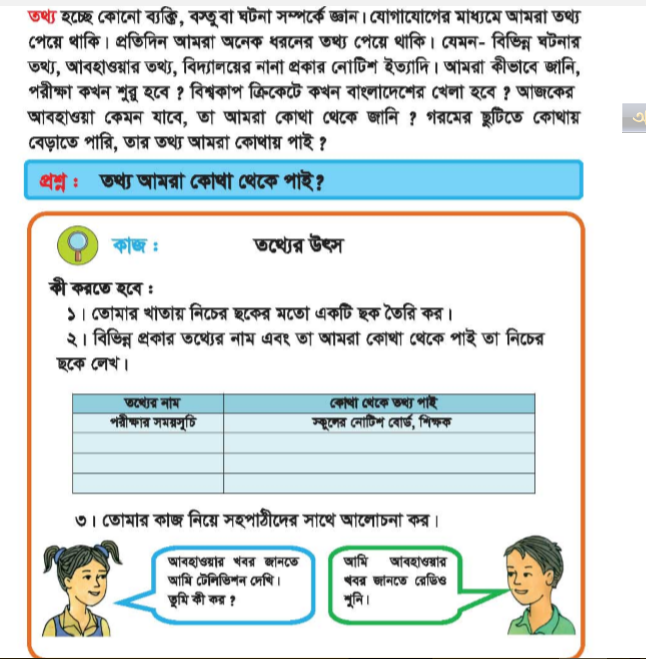 তথ্য হচ্ছে কোনো ব্যক্তি, বস্তু বা ঘটনা সম্পর্কে জ্ঞান। যোগাযোগের মাধ্যমে আমরা তথ্য
পেয়ে থাকি। প্রতিদিন আমরা অনেক ধরনের তথ্য পেয়ে থাকি। যেমন- বিভিন্ন ঘটনার
তথ্য, আবহাওয়ার তথ্য, বিদ্যালয়ের নানা প্রকার নোটিশ ইত্যাদি। আমরা কীভাবে জানি,
পরীক্ষা কখন শুরু হবে ? বিশ্বকাপ ক্রিকেটে কখন বাংলাদেশের খেলা হবে ? আজকের
আবহাওয়া কেমন যাবে, তা আমরা কোথা থেকে জানি ? গরমের ছুটিতে কোথায়
বেড়াতে পারি, তার তথ্য আমরা কোথায় পাই ?
প্রশ্ন : তথ্য আমরা কোথা থেকে পাই?
কাজ : তথ্যের উৎস
কী করতে হবে :
১। তোমার খাতায় নিচের ছকের মতো একটি ছক তৈরি কর।
২। বিভিন্ন প্রকার তথ্যের নাম এবং তা আমরা কোথা থেকে পাই তা নিচের
ছকে লেখ।
তথ্যের নাম কোথা থেকে তথ্য পাই
পরীক্ষার সময়সূচি স্কুলের নোটিশ বোর্ড, শিক্ষক
৩। তোমার কাজ নিয়ে সহপাঠীদের সাথে আলোচনা কর।
আবহাওয়ার খবর জানতে
আমি টেলিভিশন দেখি।
তুমি কী কর ?
আমি আবহাওয়ার
খবর জানতে রেডিও
শুনি।